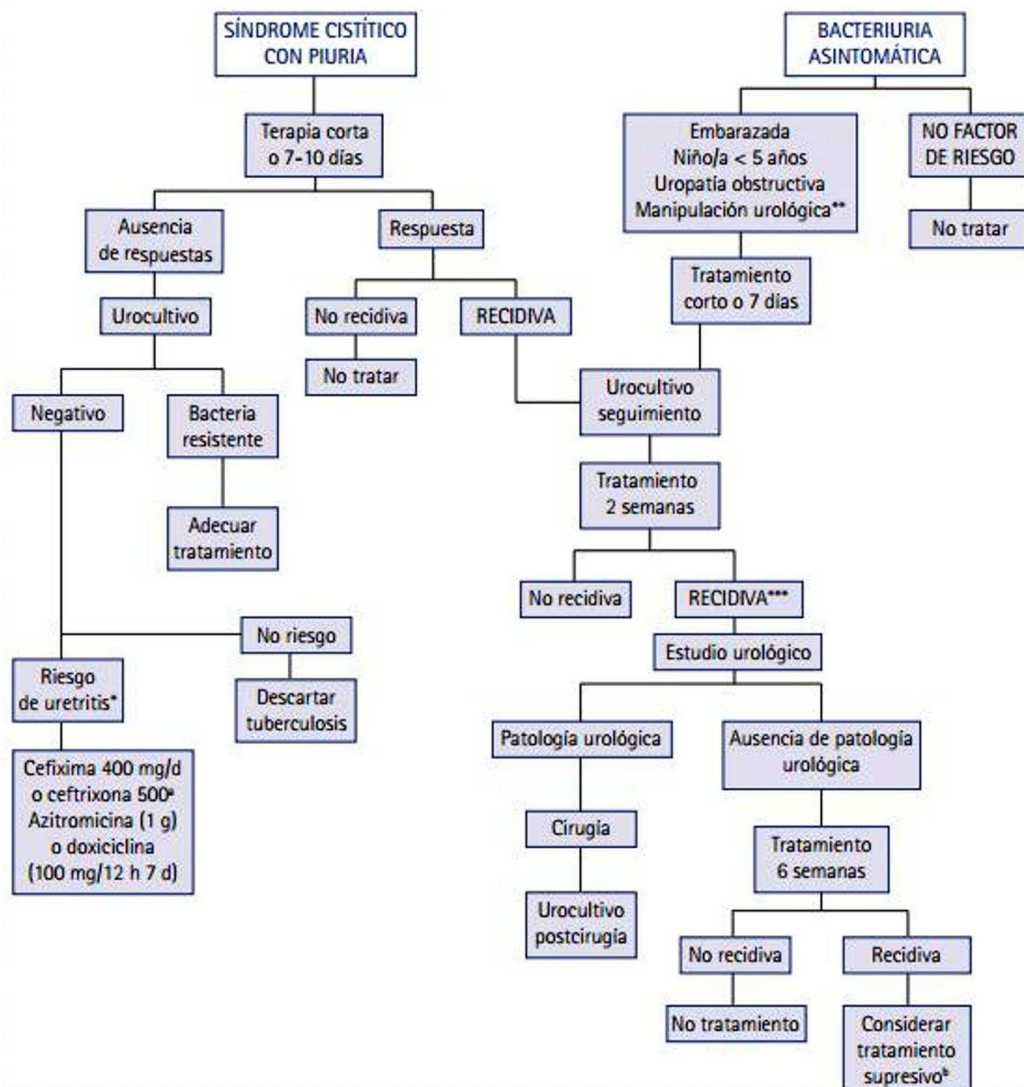 SÍNDROME CISTÍTICO
CON PIURIA
Terapia corta
o 7-10 días
Ausencia
de respuestas
Respuesta
Urocultivo
No recidiva
RECIDIVA
No tratar
Negativo
Bacteria
resistente
Adecuar
tratamiento
No riesgo
Descartar
tuberculosis
Riesgo
de uretritis*
Cefixima 400 mg/d
o ceftrixona 500ª
Azitromicina (1 g)
o doxiciclina
(100 mg/12 h 7 d)
BACTERIURIA
ASINTOMÁTICA
Embarazada
Niño/a < 5 años
Uropatía obstructiva
Manipulación urológica**
NO FACTOR
DE RIESGO
No tratar
Tratamiento
corto o 7 días
Urocultivo
seguimiento
Tratamiento
2 semanas
No recidiva
RECIDIVA***
Estudio urológico
Patología urológica
Ausencia de patología
urológica
Cirugía
Urocultivo
postcirugía
Tratamiento
6 semanas
No recidiva
Recidiva
No tratamiento
Considerar
tratamiento
supresivoᵇ